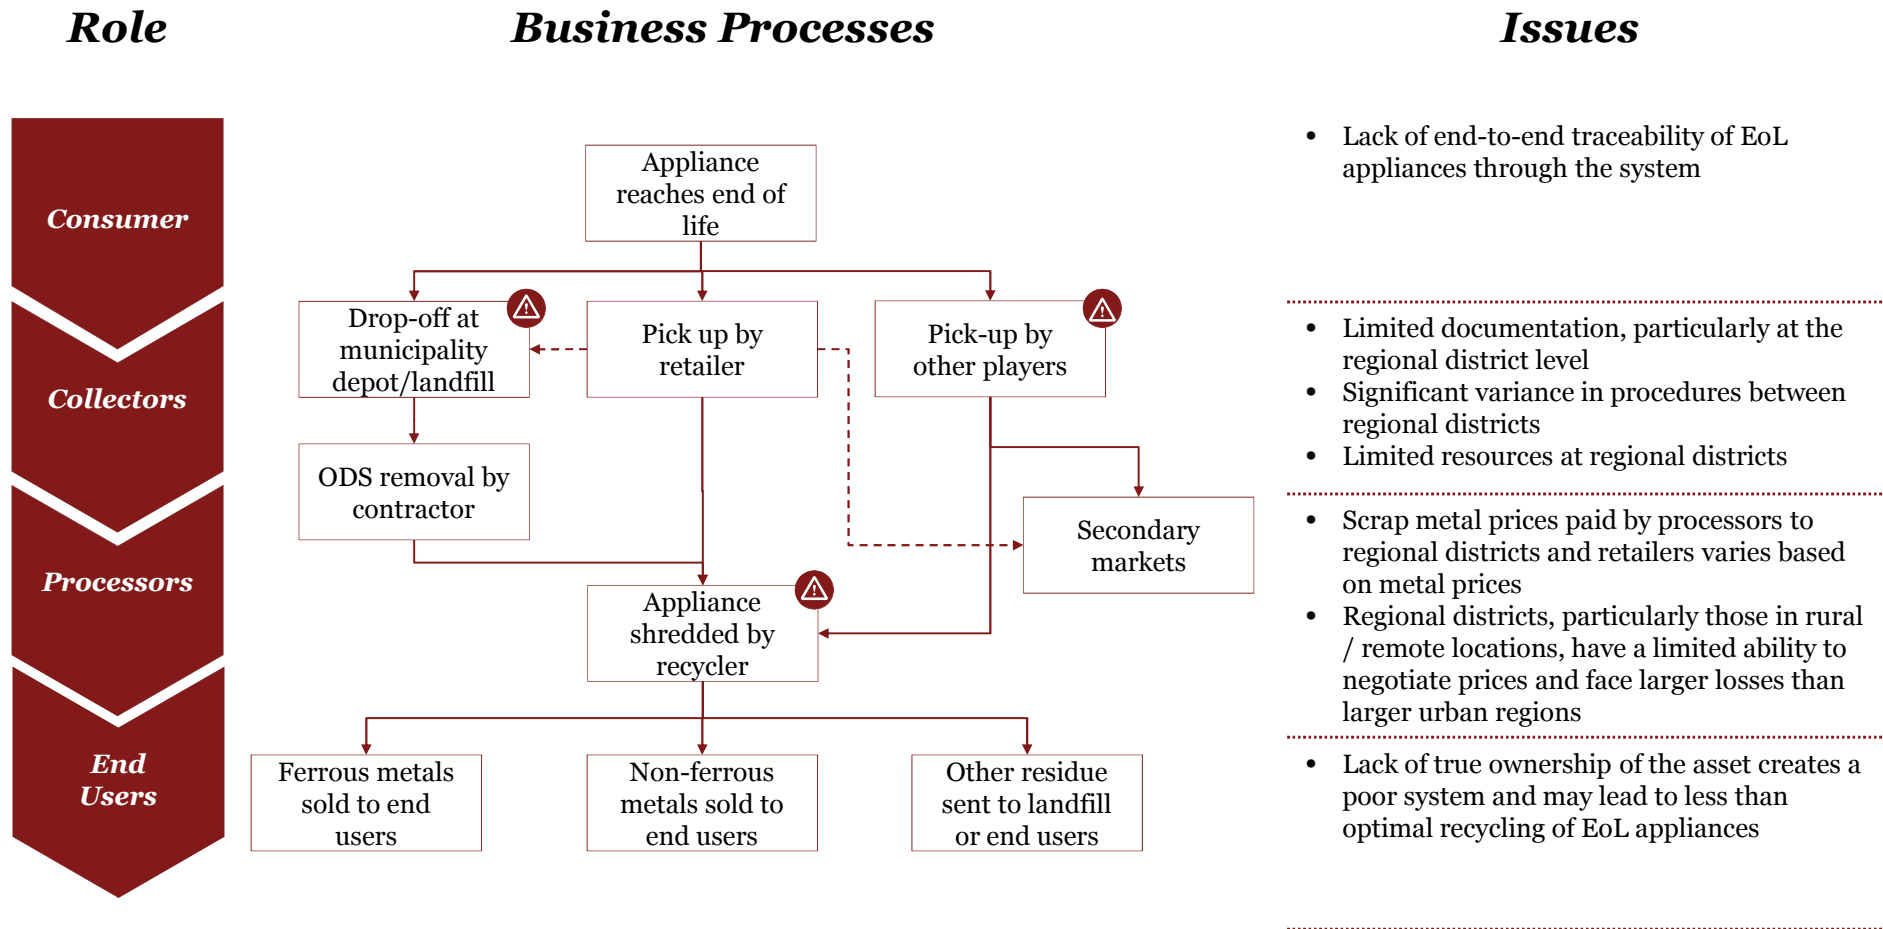 Role
Business Processes
Issues
Consumer
Collectors
Processors
End
Users
Appliance
reaches end of
life
Drop-off at
municipality
depot/landfill
Pick up by
retailer
Pick-up by
other players
ODS removal by
contractor
Secondary
markets
Appliance
shredded by
recycler
Ferrous metals
sold to end
users
Non-ferrous
metals sold to
end users
Other residue
sent to landfill
or end users
• Lack of end-to-end traceability of EoL
appliances through the system
• Limited documentation, particularly at the
regional district level
• Significant variance in procedures between
regional districts
• Limited resources at regional districts
• Scrap metal prices paid by processors to
regional districts and retailers varies based
on metal prices
• Regional districts, particularly those in rural
/ remote locations, have a limited ability to
negotiate prices and face larger losses than
larger urban regions
• Lack of true ownership of the asset creates a
poor system and may lead to less than
optimal recycling of EoL appliances